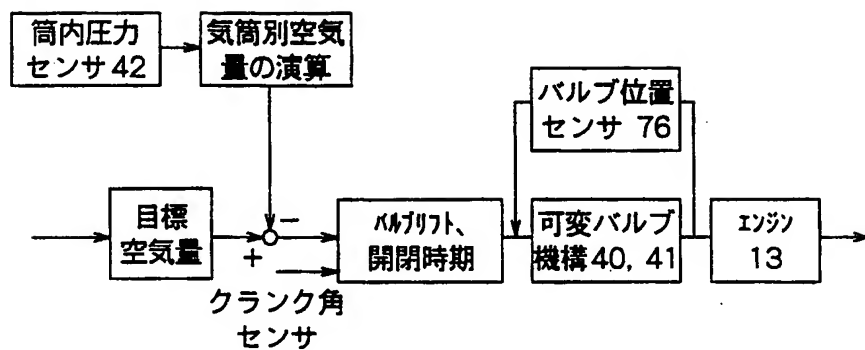 筒内圧力
センサ42
気筒別空気
量の演算
バルブ位置
センサ 76
目標
空気量
−
+
バルブリフト、
開閉時期
可変バルブ
機構40, 41
エンジン
13
クランク角
センサ